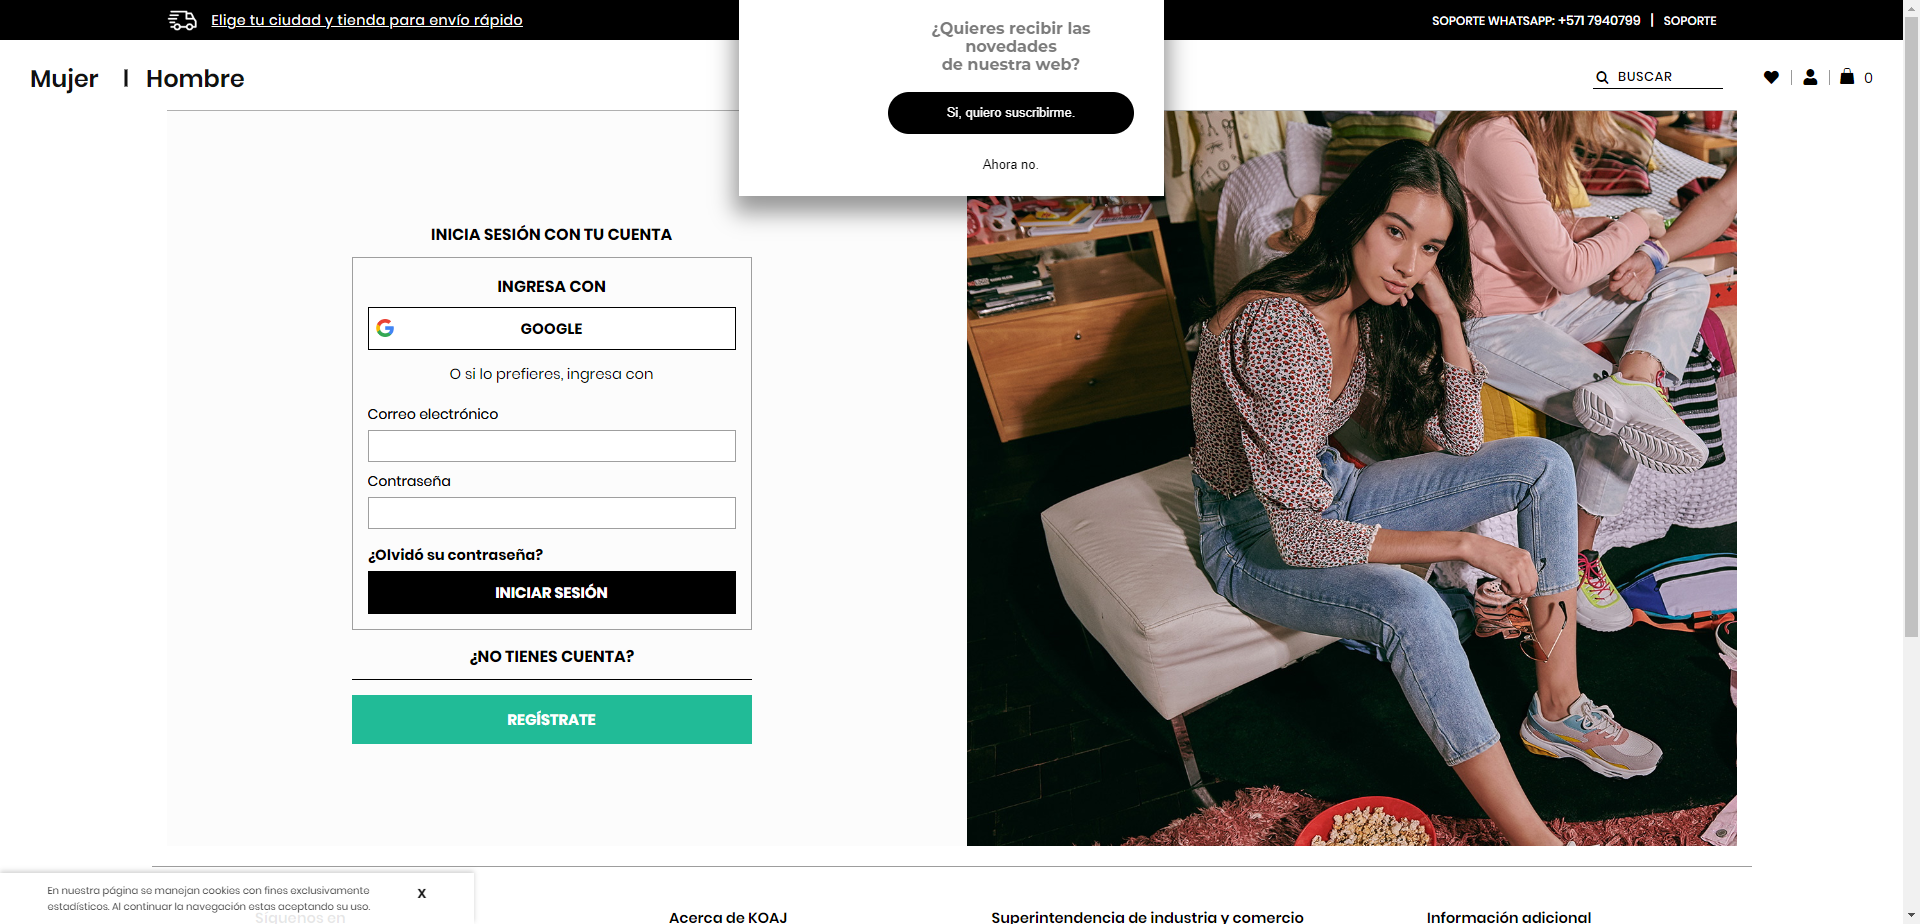 Elige tu ciudad y tienda para envío rápido
SOPORTE WHATSAPP: +571 7940799 | SOPORTE
¿Quieres recibir las
novedades
de nuestra web?
Si, quiero suscribirme.
Ahora no.
Mujer | Hombre
BUSCAR
0
INICIA SESIÓN CON TU CUENTA
INGRESA CON
GOOGLE
O si lo prefieres, ingresa con
Correo electrónico
Contraseña
¿Olvidó su contraseña?
INICIAR SESIÓN
¿NO TIENES CUENTA?
REGÍSTRATE
En nuestra página se manejan cookies con fines exclusivamente
estadísticos. Al continuar la navegación estas aceptando su uso.
X
Síguenos en
Acerca de KOAJ
Superintendencia de industria y comercio
Información adicional